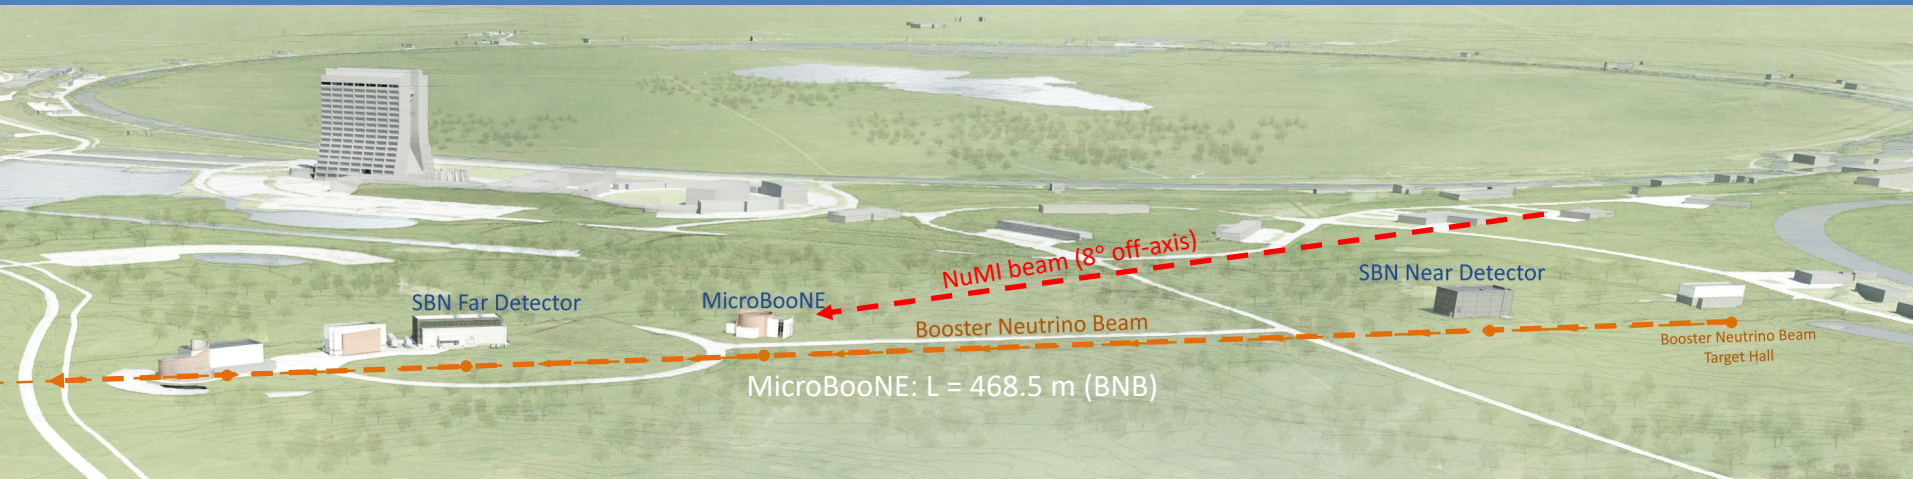 NuMI beam (8° off-axis)
SBN Near Detector
SBN Far Detector
MicroBooNE
Booster Neutrino Beam
Booster Neutrino Beam
Target Hall
MicroBooNE: L = 468.5 m (BNB)